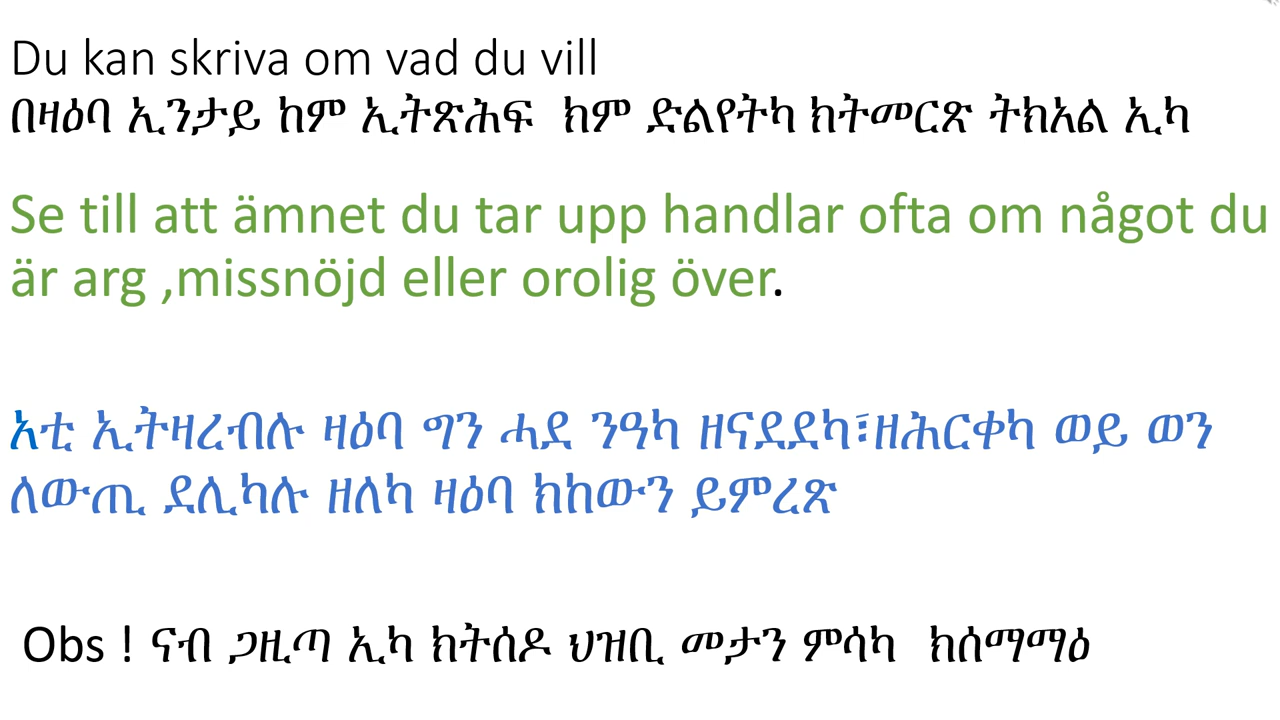 Du kan skriva om vad du vill
በዛዕባ ኢንታይ ከም ኢትጽሕፍ ክም ድልየትካ ክትመርጽ ትክእል ኢካ
Se till att ämnet du tar upp handlar ofta om något du
är arg ,missnöjd eller orolig över.
እቲ ኢትዛረብሉ ዛዕባ ግን ሓደ ንዓካ ዘናደደካ፣ዘሕርቀካ ወይ ወን
ለውጢ ደሊካሉ ዘለካ ዛዕባ ክከውን ይምረጽ
Obs ! ናብ ጋዚጣ ኢካ ክትሰዶ ህዝቢ መታን ምሳካ ክሰማማዕ